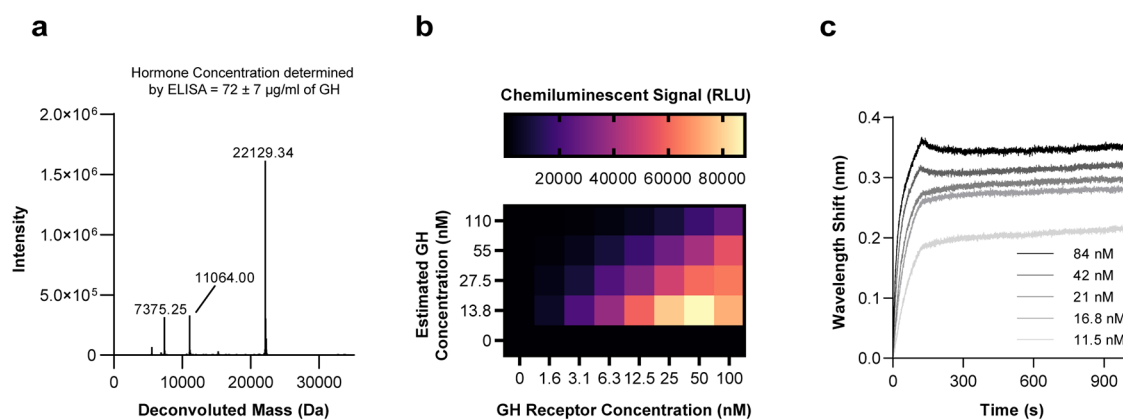 a
Hormone Concentration determined
by ELISA = 72 ± 7 µg/ml of GH
2.0×10⁶
1.5×10⁶
1.0×10⁶
5.0×10⁵
0
Intensity
22129.34
11064.00
7375.25
0 10000 20000 30000
Deconvoluted Mass (Da)
b
Chemiluminescent Signal (RLU)
20000 40000 60000 80000
Estimated GH
Concentration (nM)
110
55
27.5
13.8
0
0 1.6 3.1 6.3 12.5 25 50 100
GH Receptor Concentration (nM)
c
Wavelength Shift (nm)
0.4
0.3
0.2
0.1
0.0
84 nM
42 nM
21 nM
16.8 nM
11.5 nM
0 300 600 900
Time (s)